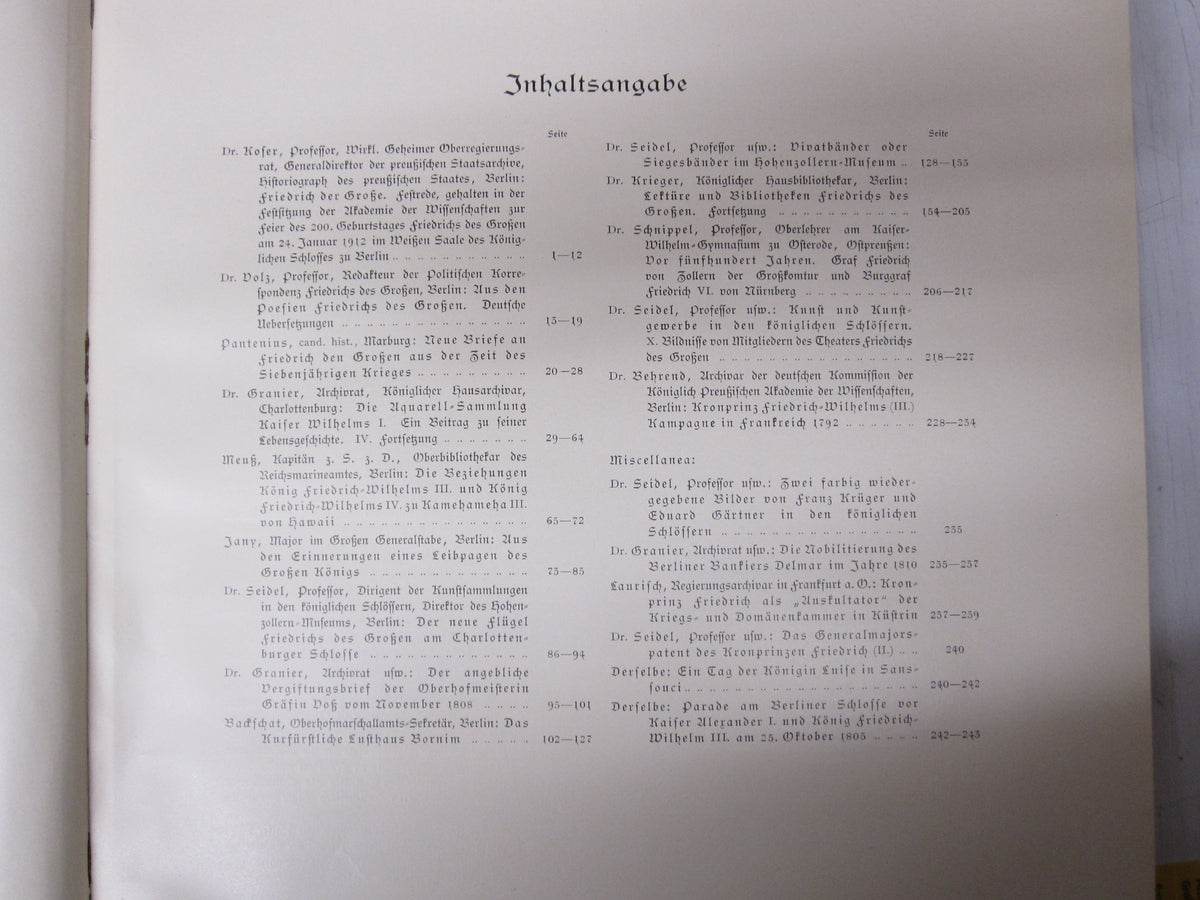 Inhaltsangabe
Seite
Dr. Koser, Professor, Wirkl. Geheimer Oberregierungs-
rat, Generaldirektor der preußischen Staatsarchive,
Historiograph des preußischen Staates, Berlin:
Friedrich der Große. Festrede, gehalten in der
Festsitzung der Akademie der Wissenschaften zur
Feier des 200. Geburtstages Friedrichs des Großen
am 24. Januar 1912 im Weißen Saale des König-
lichen Schlosses zu Berlin .. .. .. .. .. .. .. .. .. .. 1—12
Dr. Volz, Professor, Redakteur der Politischen Korre-
spondenz Friedrichs des Großen, Berlin: Aus den
Poesien Friedrichs des Großen. Deutsche
Uebersetzungen .. .. .. .. .. .. .. .. .. .. .. .. .. .. 13—19
Pantenius, cand. hist., Marburg: Neue Briefe an
Friedrich den Großen aus der Zeit des
Siebenjährigen Krieges .. .. .. .. .. .. .. .. 20—28
Dr. Granier, Archivrat, Königlicher Hausarchivar,
Charlottenburg: Die Aquarell-Sammlung
Kaiser Wilhelms I. Ein Beitrag zu seiner
Lebensgeschichte. IV. Fortsetzung .. .. .. .. .. .. 29—64
Meuß, Kapitän z. S. z. D., Oberbibliothekar des
Reichsmarineamtes, Berlin: Die Beziehungen
König Friedrich-Wilhelms III. und König
Friedrich-Wilhelms IV. zu Kamehameha III.
von Hawaii .. .. .. .. .. .. .. .. .. .. .. .. .. 65—72
Jany, Major im Großen Generalstabe, Berlin: Aus
den Erinnerungen eines Leibpagen des
Großen Königs .. .. .. .. .. .. .. .. .. .. .. 73—85
Dr. Seidel, Professor, Dirigent der Kunstsammlungen
in den königlichen Schlössern, Direktor des Hohen-
zollern-Museums, Berlin: Der neue Flügel
Friedrichs des Großen am Charlotten-
burger Schlosse .. .. .. .. .. .. .. .. .. .. .. 86—94
Dr. Granier, Archivrat usw.: Der angebliche
Vergiftungsbrief der Oberhofmeisterin
Gräfin Voß vom November 1808 .. .. .. .. 95—101
Backschat, Oberhofmarschallamts-Sekretär, Berlin: Das
Kurfürstliche Lusthaus Bornim .. .. .. .. .. 102—127
Seite
Dr. Seidel, Professor usw.: Vivatbänder oder
Siegesbänder im Hohenzollern-Museum .. 128—153
Dr. Krieger, Königlicher Hausbibliothekar, Berlin:
Lektüre und Bibliotheken Friedrichs des
Großen. Fortsetzung .. .. .. .. .. .. .. .. .. .. 154—205
Dr. Schnippel, Professor, Oberlehrer am Kaiser-
Wilhelm-Gymnasium zu Osterode, Ostpreußen:
Vor fünfhundert Jahren. Graf Friedrich
von Zollern der Großkomtur und Burggraf
Friedrich VI. von Nürnberg .. .. .. .. .. .. .. .. 206—217
Dr. Seidel, Professor usw.: Kunst und Kunst-
gewerbe in den königlichen Schlössern.
X. Bildnisse von Mitgliedern des Theaters Friedrichs
des Großen .. .. .. .. .. .. .. .. .. .. .. .. .. .. 218—227
Dr. Behrend, Archivar der deutschen Kommission der
Königlich Preußischen Akademie der Wissenschaften,
Berlin: Kronprinz Friedrich-Wilhelms (III.)
Kampagne in Frankreich 1792 .. .. .. .. .. 228—234
Miscellanea:
Dr. Seidel, Professor usw.: Zwei farbig wieder-
gegebene Bilder von Franz Krüger und
Eduard Gärtner in den königlichen
Schlössern .. .. .. .. .. .. .. .. .. .. .. .. .. 235
Dr. Granier, Archivrat usw.: Die Nobilitierung des
Berliner Bankiers Delmar im Jahre 1810 235—237
Laurisch, Regierungsarchivar in Frankfurt a. O.: Kron-
prinz Friedrich als „Auskultator“ der
Kriegs- und Domänenkammer in Küstrin 237—239
Dr. Seidel, Professor usw.: Das Generalmajors-
patent des Kronprinzen Friedrich (II.) .. .. 240
Derselbe: Ein Tag der Königin Luise in Sans-
souci .. .. .. .. .. .. .. .. .. .. .. .. .. .. .. 240—242
Derselbe: Parade am Berliner Schlosse vor
Kaiser Alexander I. und König Friedrich-
Wilhelm III. am 25. Oktober 1805 .. .. .. .. 242—243